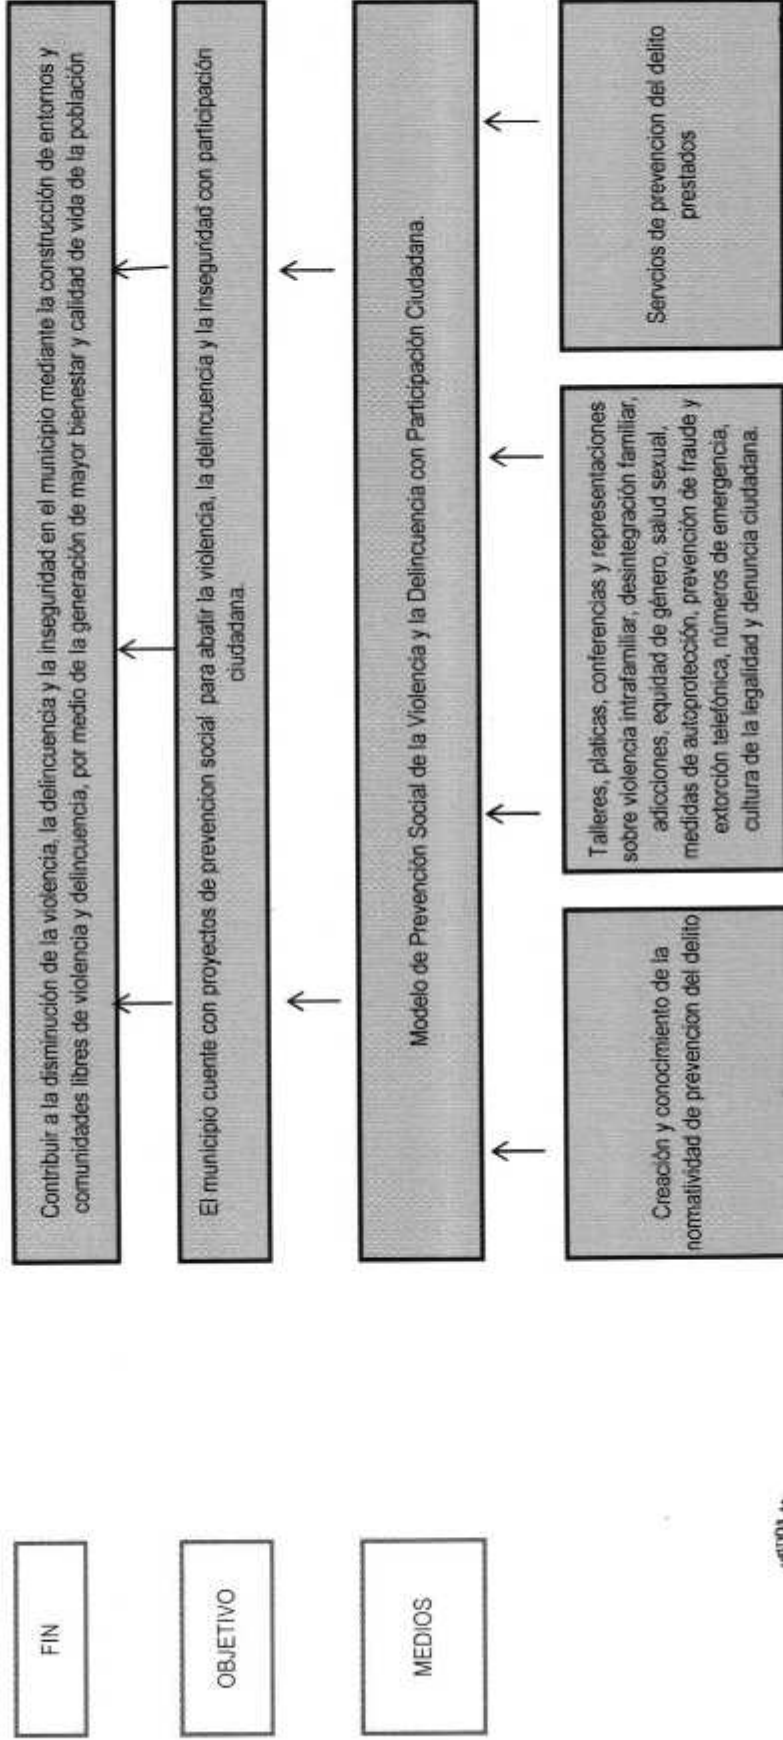 FIN
Contribuir a la disminución de la violencia, la delincuencia y la inseguridad en el municipio mediante la construcción de entornos y
comunidades libres de violencia y delincuencia, por medio de la generación de mayor bienestar y calidad de vida de la población
OBJETIVO
El municipio cuente con proyectos de prevencion social para abatir la violencia, la delincuencia y la inseguridad con participación
ciudadana.
MEDIOS
Modelo de Prevención Social de la Violencia y la Delincuencia con Participación Ciudadana.
Creación y conocimiento de la
normatividad de prevencion del delito
Talleres, platicas, conferencias y representaciones
sobre violencia intrafamiliar, desintegración familiar,
adicciones, equidad de género, salud sexual,
medidas de autoprotección, prevención de fraude y
extorción telefónica, números de emergencia,
cultura de la legalidad y denuncia ciudadana.
Servcios de prevencion del delito
prestados